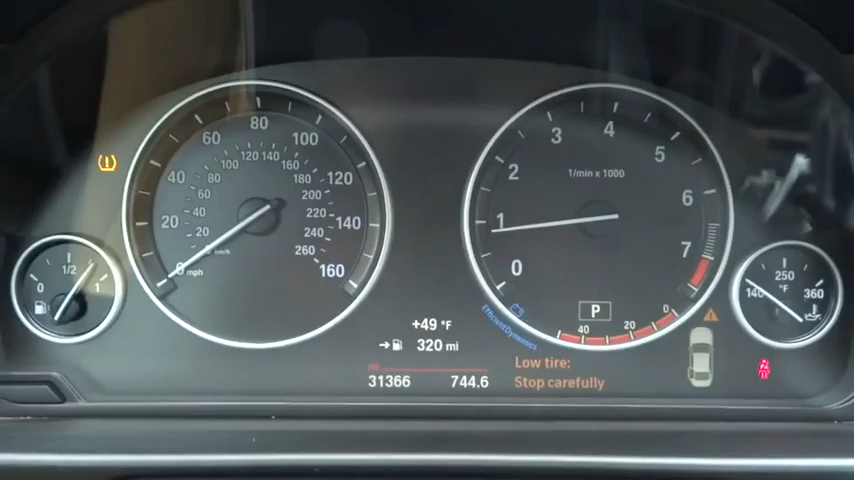 80
60 100
120 140
100 160
80 180
40 120
60 200
40 220
20 140
20 240
km/h 260
0 mph 160
4
3 5
1/min x 1000
2
6
1
7
0
P
EfficientDynamics
40 20 0
1/2
0 1
250
°F
140 360
+49 °F
320 mi
31366 744.6
Low tire:
Stop carefully